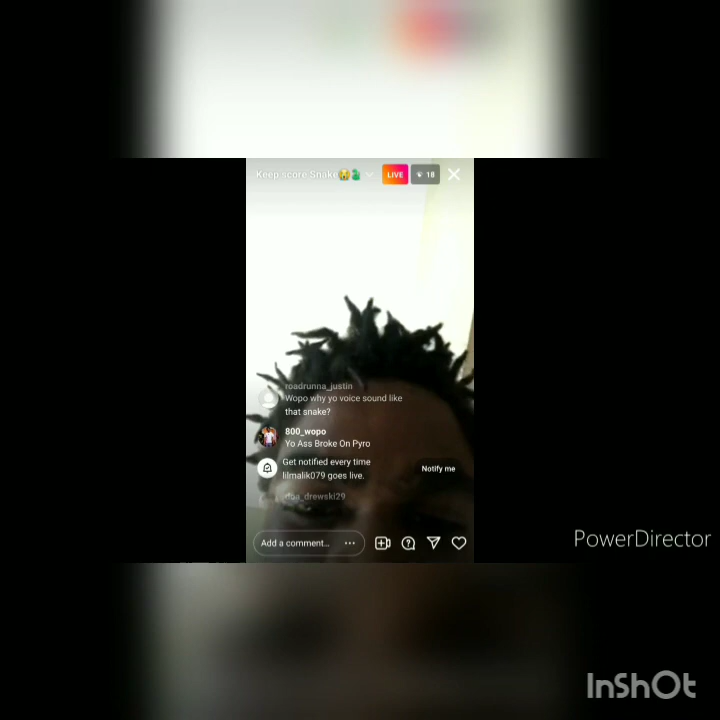 Keep score Snake😭🐍 LIVE 18
roadrunna_justin
Wopo why yo voice sound like
that snake?
800_wopo
Yo Ass Broke On Pyro
Get notified every time
lilmalik079 goes live.
Notify me
doa_drewski29
Add a comment...
PowerDirector
InShOt